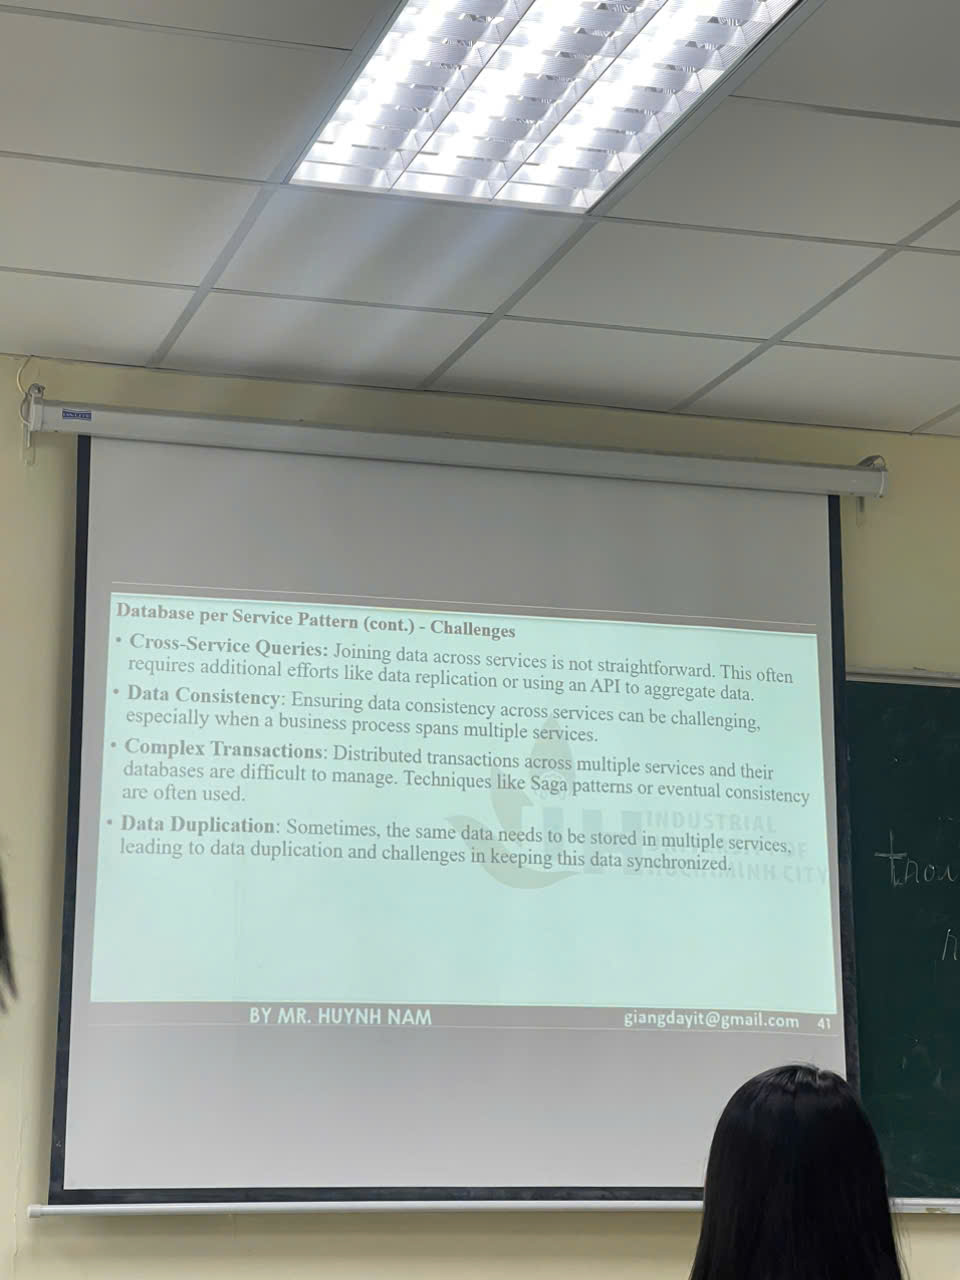 Database per Service Pattern (cont.) - Challenges
• Cross-Service Queries: Joining data across services is not straightforward. This often
requires additional efforts like data replication or using an API to aggregate data.
• Data Consistency: Ensuring data consistency across services can be challenging,
especially when a business process spans multiple services.
• Complex Transactions: Distributed transactions across multiple services and their
databases are difficult to manage. Techniques like Saga patterns or eventual consistency
are often used.
• Data Duplication: Sometimes, the same data needs to be stored in multiple services,
leading to data duplication and challenges in keeping this data synchronized.
INDUSTRIAL
UNIVERSITY OF
HOCHIMINH CITY
BY MR. HUYNH NAM
giangdayit@gmail.com 41